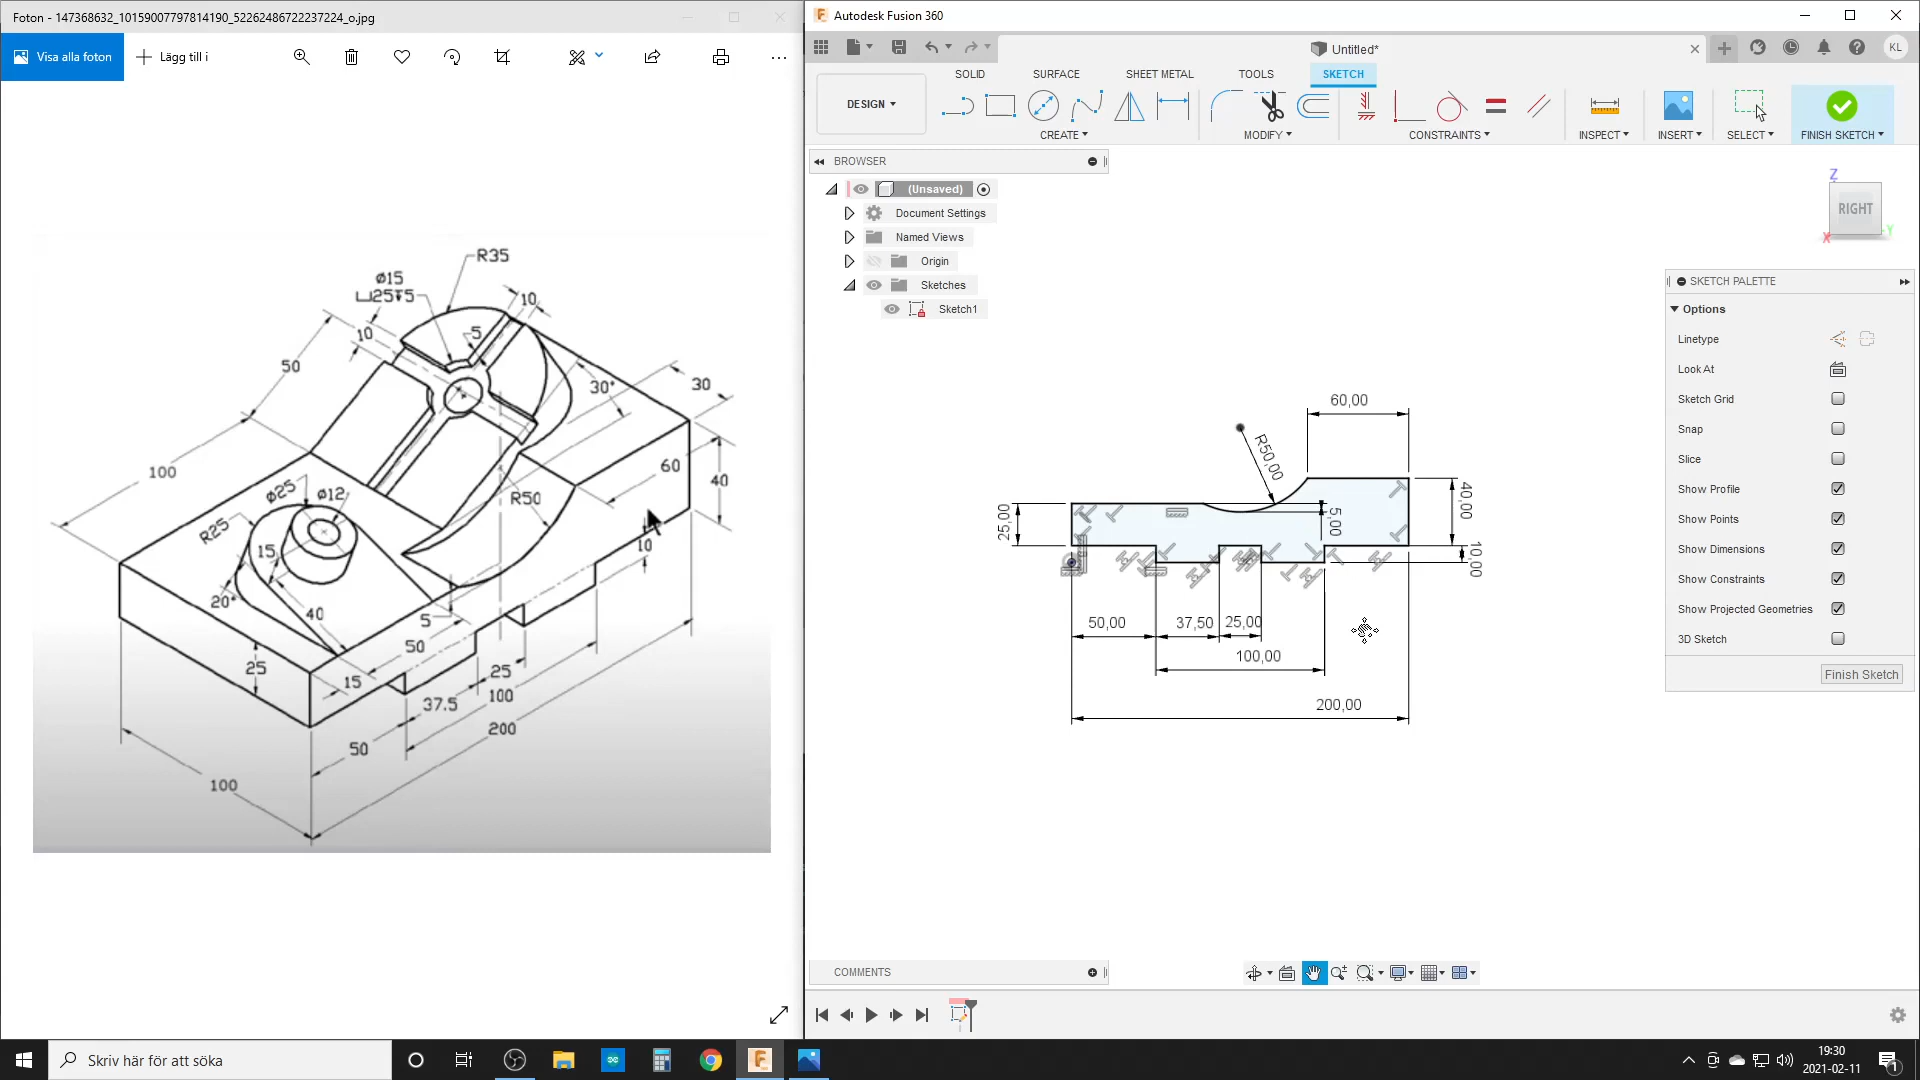 Foton - 147368632_10159007797814190_52262486722237224_o.jpg
Visa alla foton
Lägg till i
R35
ø15
⌴25↧5
10
10
5
50
30°
30
100
60
40
ø25
ø12
R50
R25
15
10
20°
40
5
50
25
15
25
37.5
100
200
50
100
Autodesk Fusion 360
Untitled*
KL
SOLID
SURFACE
SHEET METAL
TOOLS
SKETCH
DESIGN
CREATE
MODIFY
CONSTRAINTS
INSPECT
INSERT
SELECT
FINISH SKETCH
BROWSER
(Unsaved)
Document Settings
Named Views
Origin
Sketches
Sketch1
Z
RIGHT
X
Y
SKETCH PALETTE
Options
Linetype
Look At
Sketch Grid
Snap
Slice
Show Profile
Show Points
Show Dimensions
Show Constraints
Show Projected Geometries
3D Sketch
Finish Sketch
60,00
R50,00
25,00
5,00
40,00
10,00
50,00
37,50
25,00
100,00
200,00
COMMENTS
Skriv här för att söka
19:30
2021-02-11
1